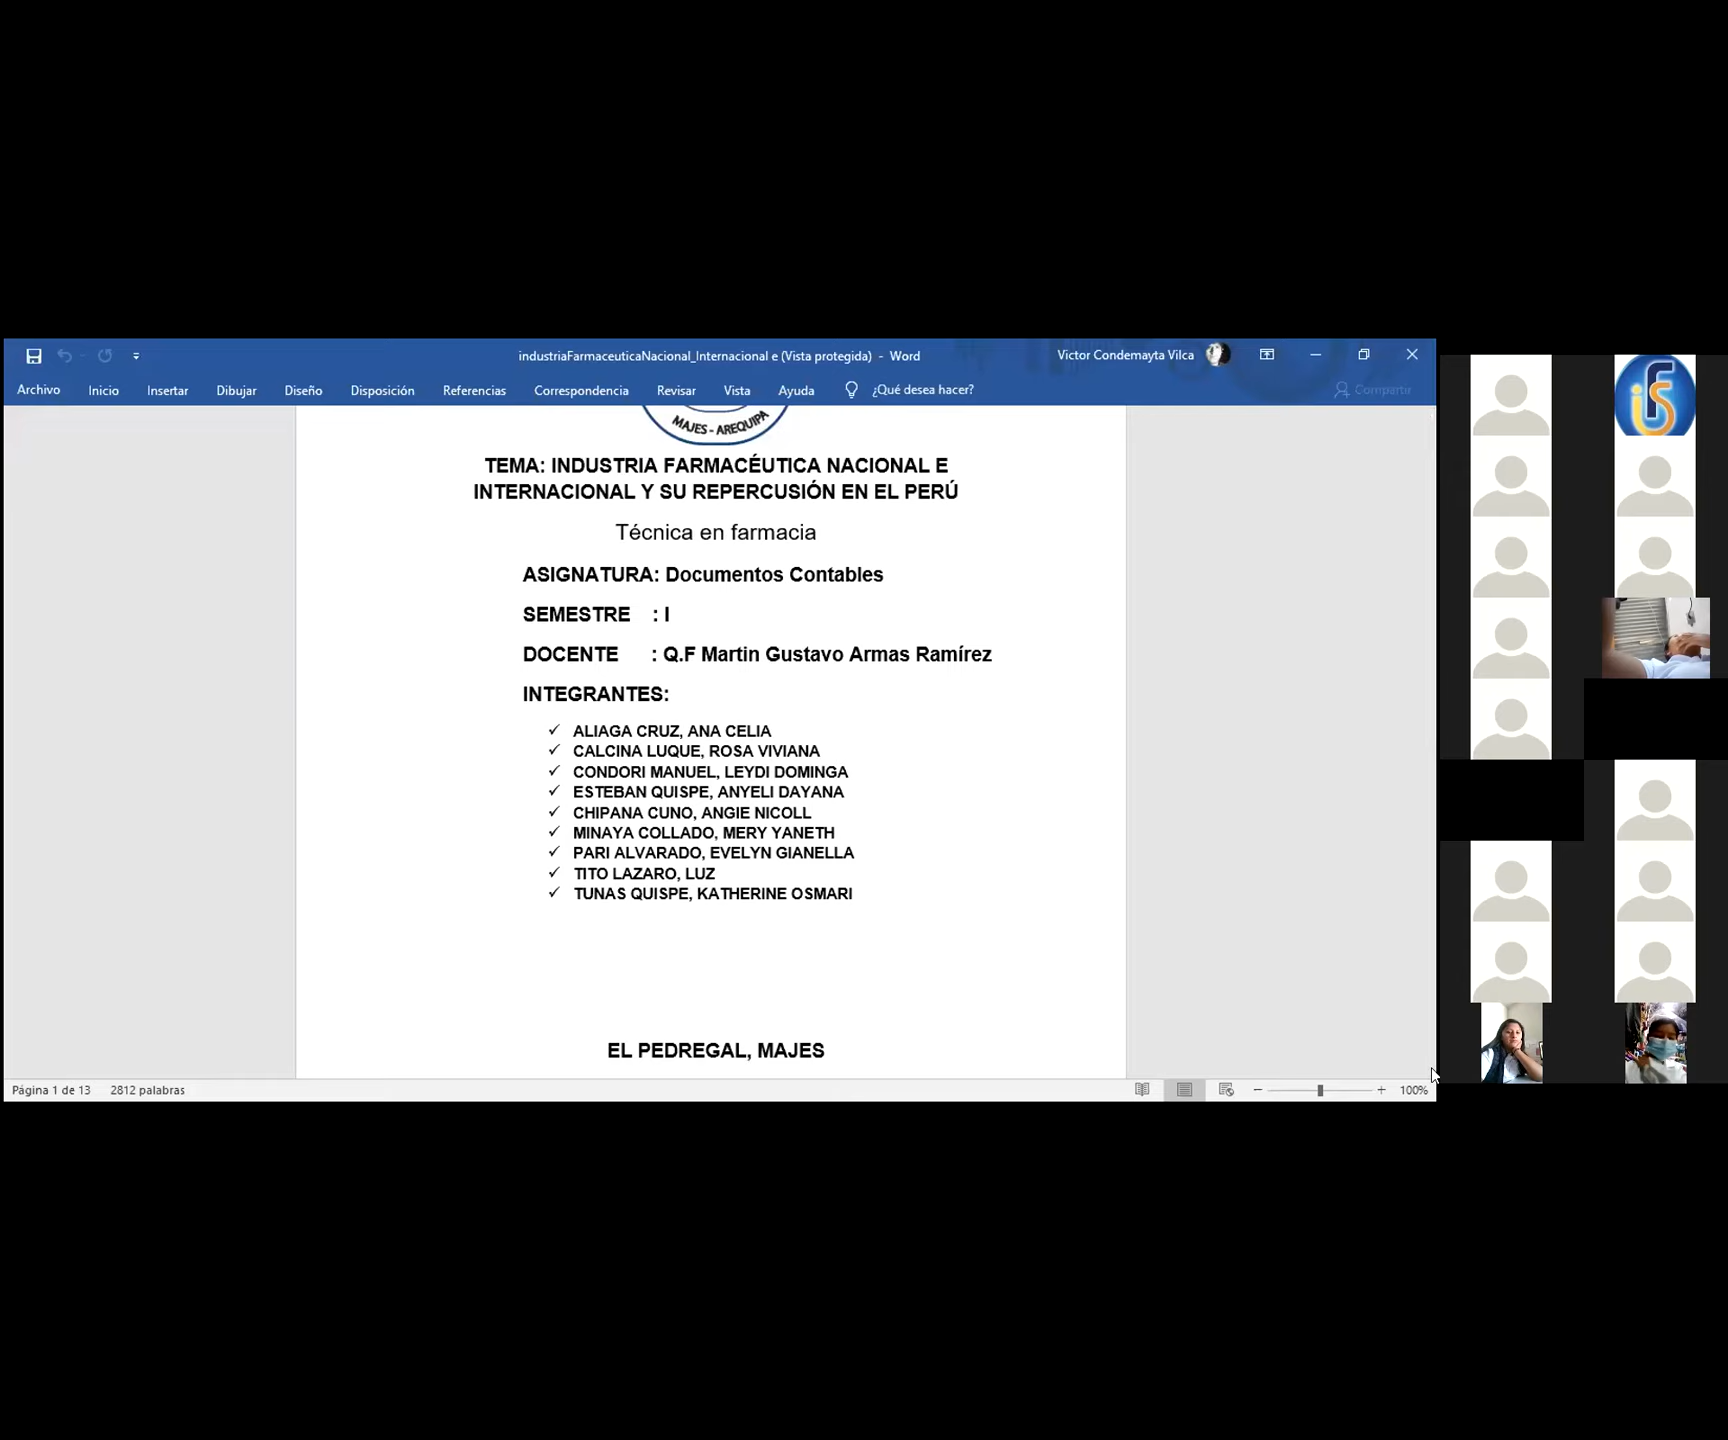 industriaFarmaceuticaNacional_Internacional e (Vista protegida) - Word
Victor Condemayta Vilca
Archivo Inicio Insertar Dibujar Diseño Disposición Referencias Correspondencia Revisar Vista Ayuda ¿Qué desea hacer? Compartir
MAJES - AREQUIPA
TEMA: INDUSTRIA FARMACÉUTICA NACIONAL E
INTERNACIONAL Y SU REPERCUSIÓN EN EL PERÚ
Técnica en farmacia
ASIGNATURA: Documentos Contables
SEMESTRE : I
DOCENTE : Q.F Martin Gustavo Armas Ramírez
INTEGRANTES:
✓ ALIAGA CRUZ, ANA CELIA
✓ CALCINA LUQUE, ROSA VIVIANA
✓ CONDORI MANUEL, LEYDI DOMINGA
✓ ESTEBAN QUISPE, ANYELI DAYANA
✓ CHIPANA CUNO, ANGIE NICOLL
✓ MINAYA COLLADO, MERY YANETH
✓ PARI ALVARADO, EVELYN GIANELLA
✓ TITO LAZARO, LUZ
✓ TUNAS QUISPE, KATHERINE OSMARI
EL PEDREGAL, MAJES
Página 1 de 13 2812 palabras
100%